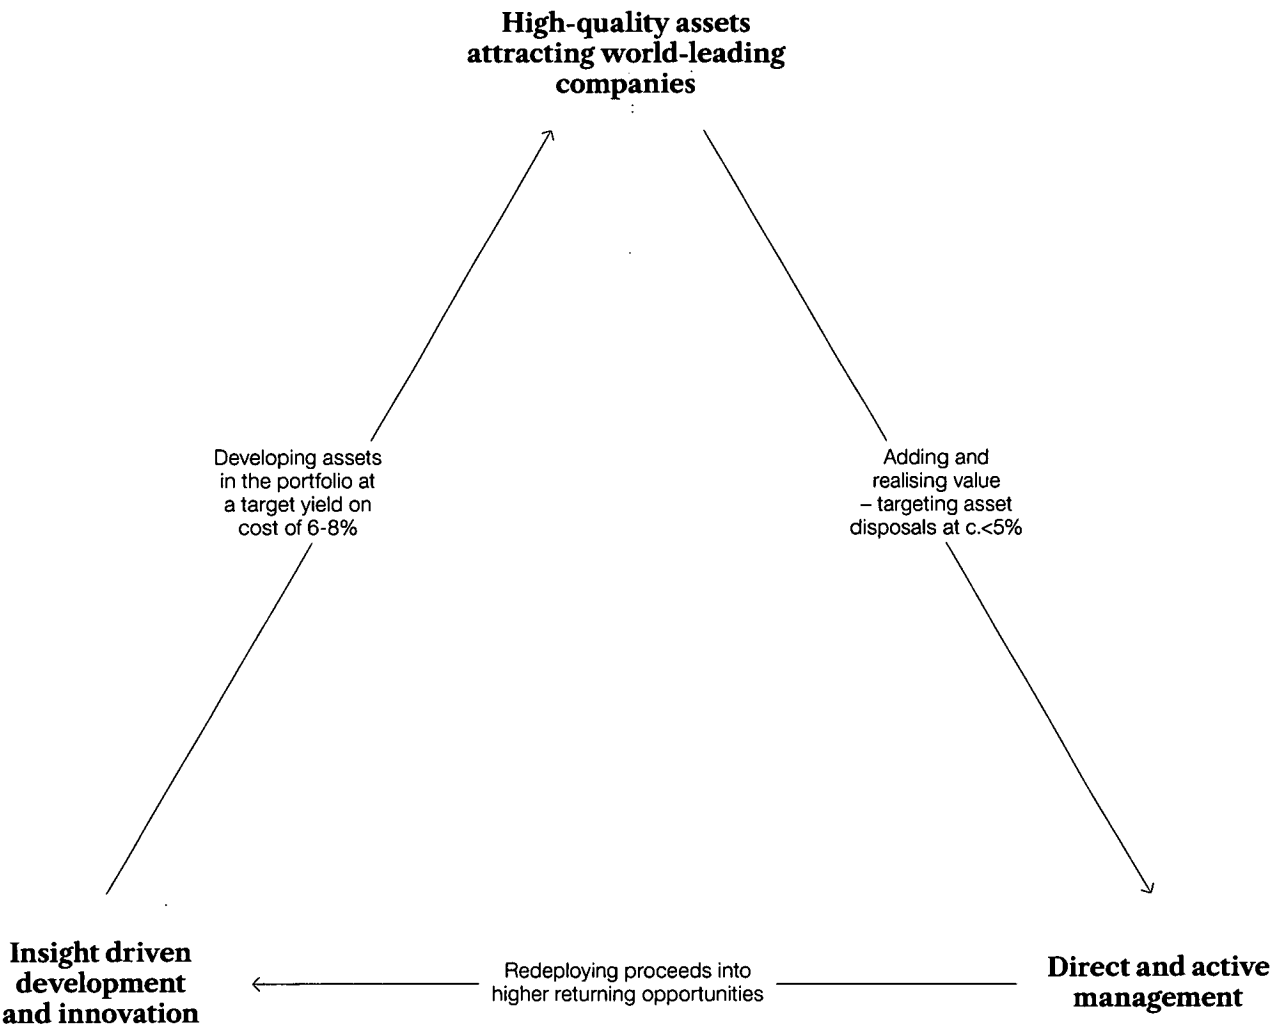 High-quality assets
attracting world-leading
companies
Developing assets
in the portfolio at
a target yield on
cost of 6-8%
Adding and
realising value
– targeting asset
disposals at c.<5%
Insight driven
development
and innovation
Redeploying proceeds into
higher returning opportunities
Direct and active
management